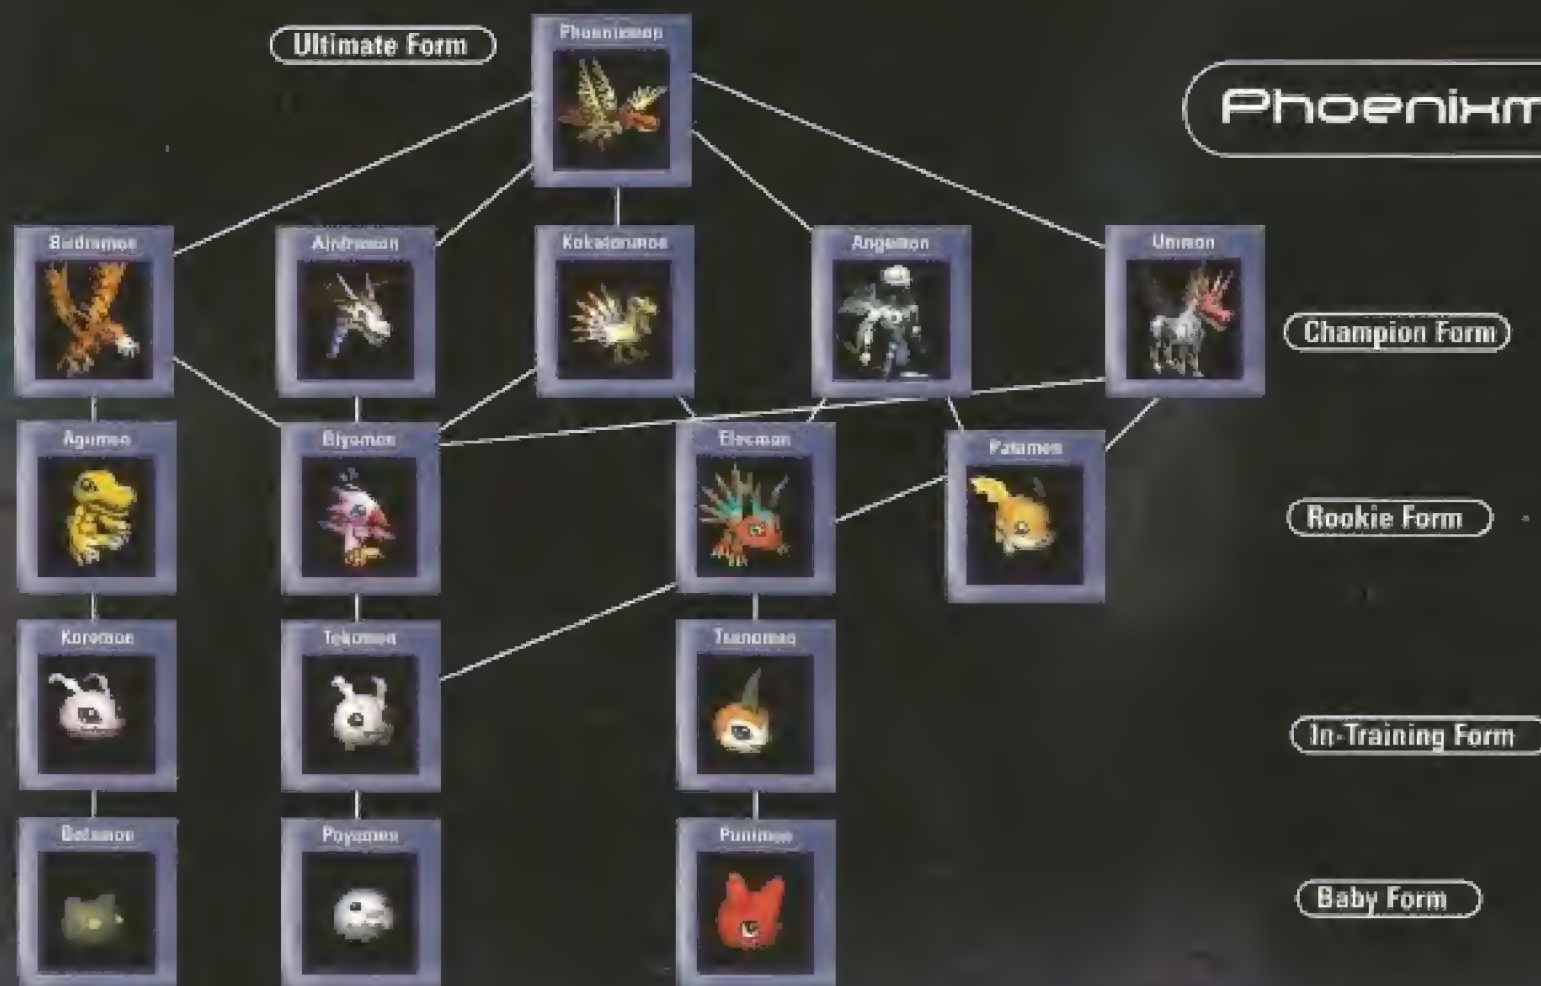 Ultimate Form
Phoenixmon
Phoenixm
Birdramon
Airdramon
Kokatorimon
Angemon
Unimon
Champion Form
Agumon
Biyomon
Elecmon
Patamon
Rookie Form
Koromon
Tokomon
Tsunomon
In-Training Form
Botamon
Poyomon
Punimon
Baby Form